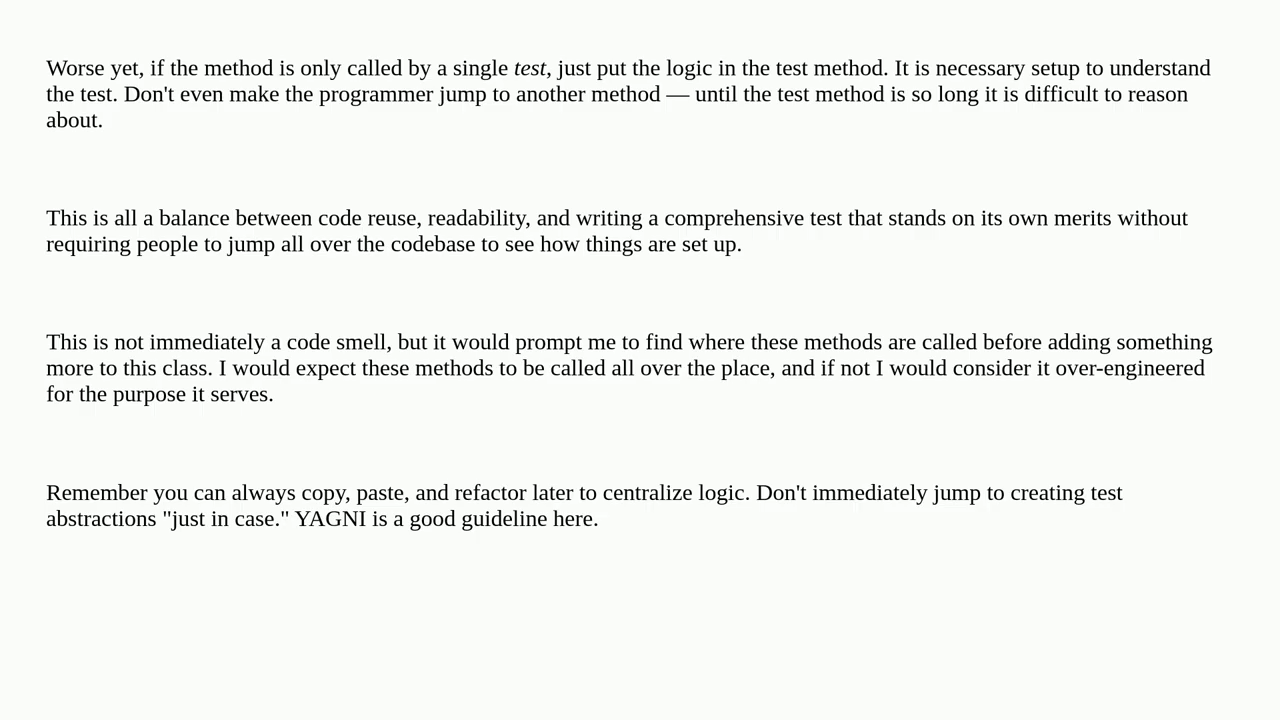 Worse yet, if the method is only called by a single test, just put the logic in the test method. It is necessary setup to understand
the test. Don't even make the programmer jump to another method — until the test method is so long it is difficult to reason
about.
This is all a balance between code reuse, readability, and writing a comprehensive test that stands on its own merits without
requiring people to jump all over the codebase to see how things are set up.
This is not immediately a code smell, but it would prompt me to find where these methods are called before adding something
more to this class. I would expect these methods to be called all over the place, and if not I would consider it over-engineered
for the purpose it serves.
Remember you can always copy, paste, and refactor later to centralize logic. Don't immediately jump to creating test
abstractions "just in case." YAGNI is a good guideline here.